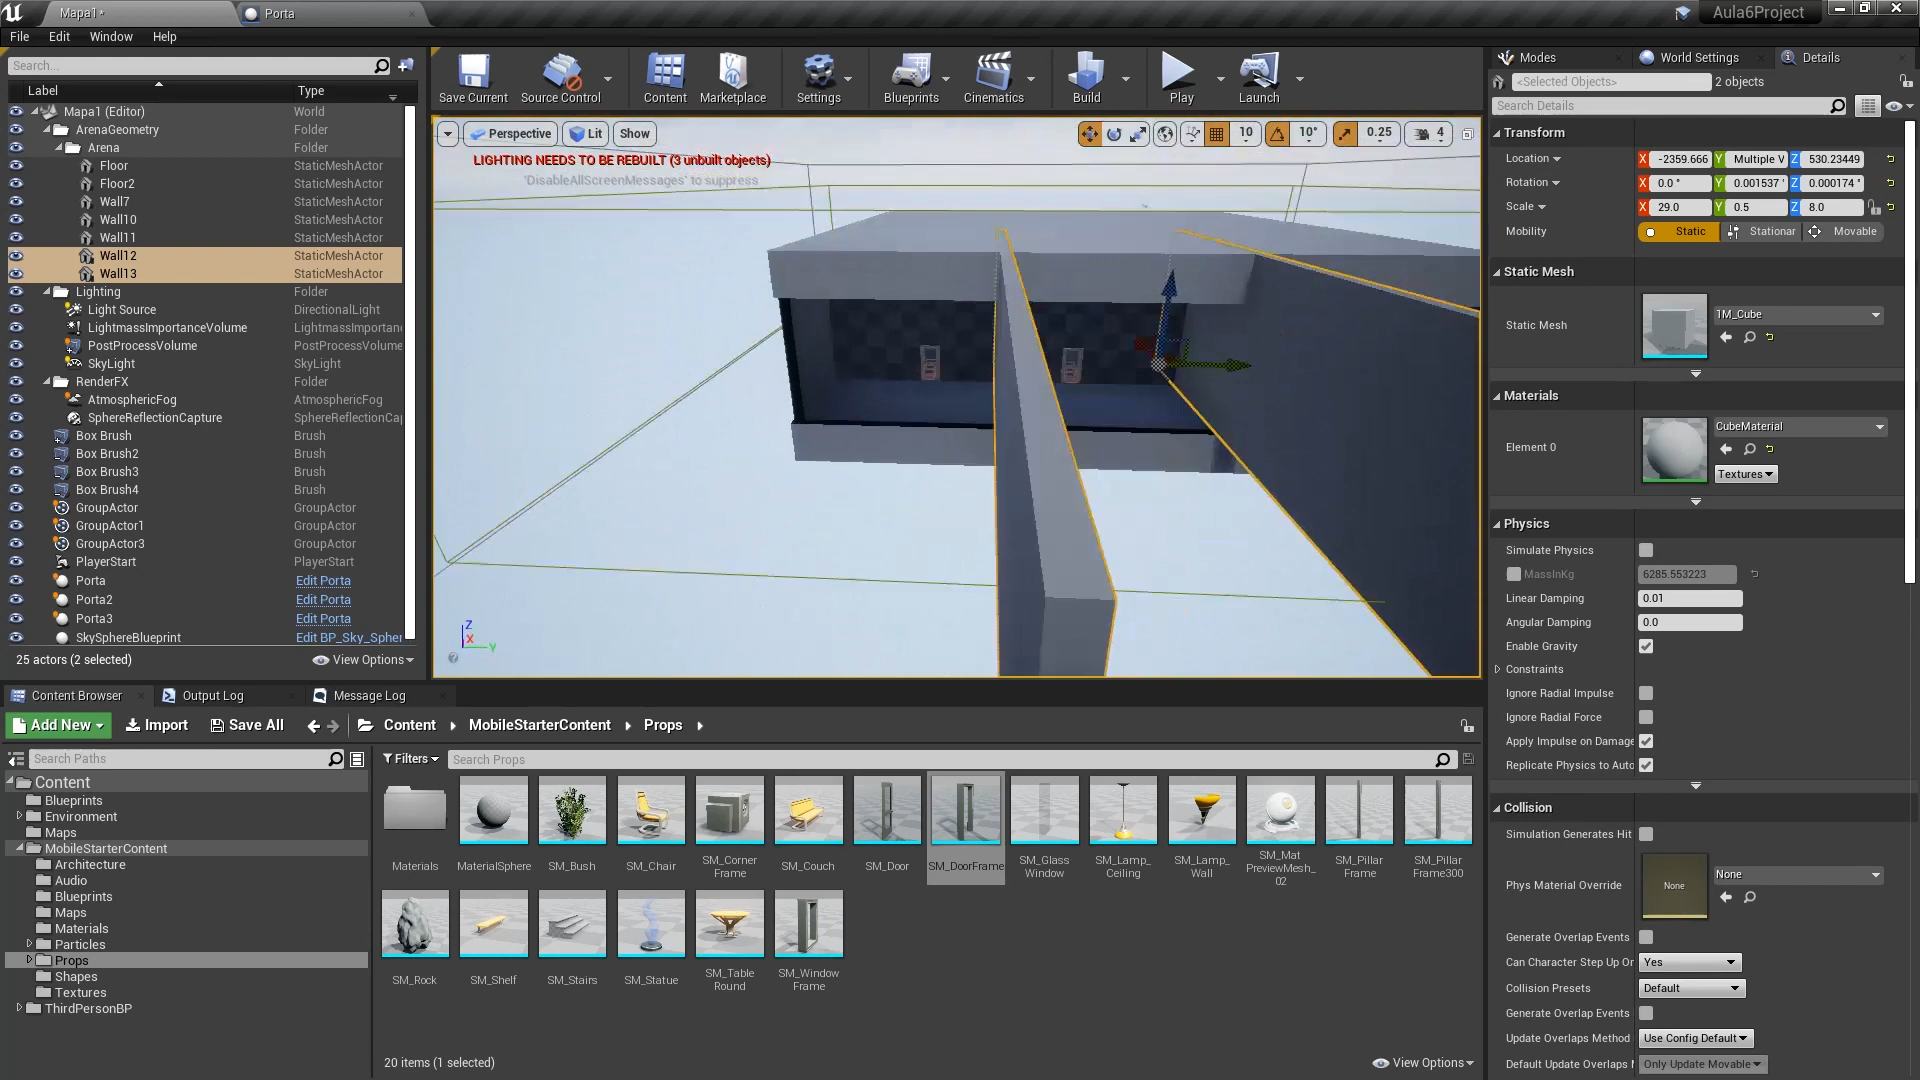 Mapa1*
Porta
Aula6Project
File Edit Window Help
Search...
Label Type
Mapa1 (Editor) World
ArenaGeometry Folder
Arena Folder
Floor StaticMeshActor
Floor2 StaticMeshActor
Wall7 StaticMeshActor
Wall10 StaticMeshActor
Wall11 StaticMeshActor
Wall12 StaticMeshActor
Wall13 StaticMeshActor
Lighting Folder
Light Source DirectionalLight
LightmassImportanceVolume LightmassImportanc
PostProcessVolume PostProcessVolume
SkyLight SkyLight
RenderFX Folder
AtmosphericFog AtmosphericFog
SphereReflectionCapture SphereReflectionCap
Box Brush Brush
Box Brush2 Brush
Box Brush3 Brush
Box Brush4 Brush
GroupActor GroupActor
GroupActor1 GroupActor
GroupActor3 GroupActor
PlayerStart PlayerStart
Porta Edit Porta
Porta2 Edit Porta
Porta3 Edit Porta
SkySphereBlueprint Edit BP_Sky_Spher
25 actors (2 selected) View Options
Save Current Source Control Content Marketplace Settings Blueprints Cinematics Build Play Launch
Perspective Lit Show 10 10° 0.25 4
LIGHTING NEEDS TO BE REBUILT (3 unbuilt objects)
'DisableAllScreenMessages' to suppress
Z
X
Y
Modes World Settings Details
<Selected Objects> 2 objects
Search Details
Transform
Location X -2359.666 Y Multiple V Z 530.23449
Rotation X 0.0 ° Y 0.001537 ° Z 0.000174 °
Scale X 29.0 Y 0.5 Z 8.0
Mobility Static Stationar Movable
Static Mesh
Static Mesh 1M_Cube
Materials
Element 0 CubeMaterial
Textures
Physics
Simulate Physics
MassInKg 6285.553223
Linear Damping 0.01
Angular Damping 0.0
Enable Gravity
Constraints
Ignore Radial Impulse
Ignore Radial Force
Apply Impulse on Damage
Replicate Physics to Auto
Collision
Simulation Generates Hit
Phys Material Override None None
Generate Overlap Events
Can Character Step Up On Yes
Collision Presets Default
Generate Overlap Events
Update Overlaps Method Use Config Default
Default Update Overlaps Only Update Movable
Content Browser Output Log Message Log
Add New Import Save All Content MobileStarterContent Props
Search Paths
Filters Search Props
Content
Blueprints
Environment
Maps
MobileStarterContent
Architecture
Audio
Blueprints
Maps
Materials
Particles
Props
Shapes
Textures
ThirdPersonBP
Materials MaterialSphere SM_Bush SM_Chair SM_Corner Frame SM_Couch SM_Door SM_DoorFrame SM_Glass Window SM_Lamp_ Ceiling SM_Lamp_ Wall SM_Mat PreviewMesh_ 02 SM_Pillar Frame SM_Pillar Frame300
SM_Rock SM_Shelf SM_Stairs SM_Statue SM_Table Round SM_Window Frame
20 items (1 selected) View Options